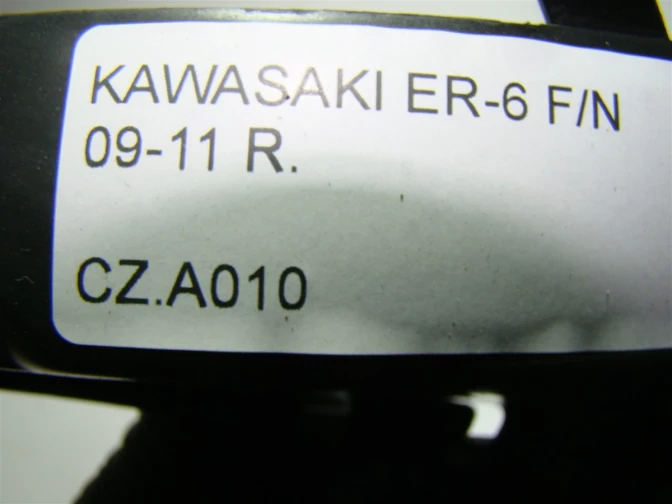 KAWASAKI ER-6 F/N
09-11 R.
CZ.A010